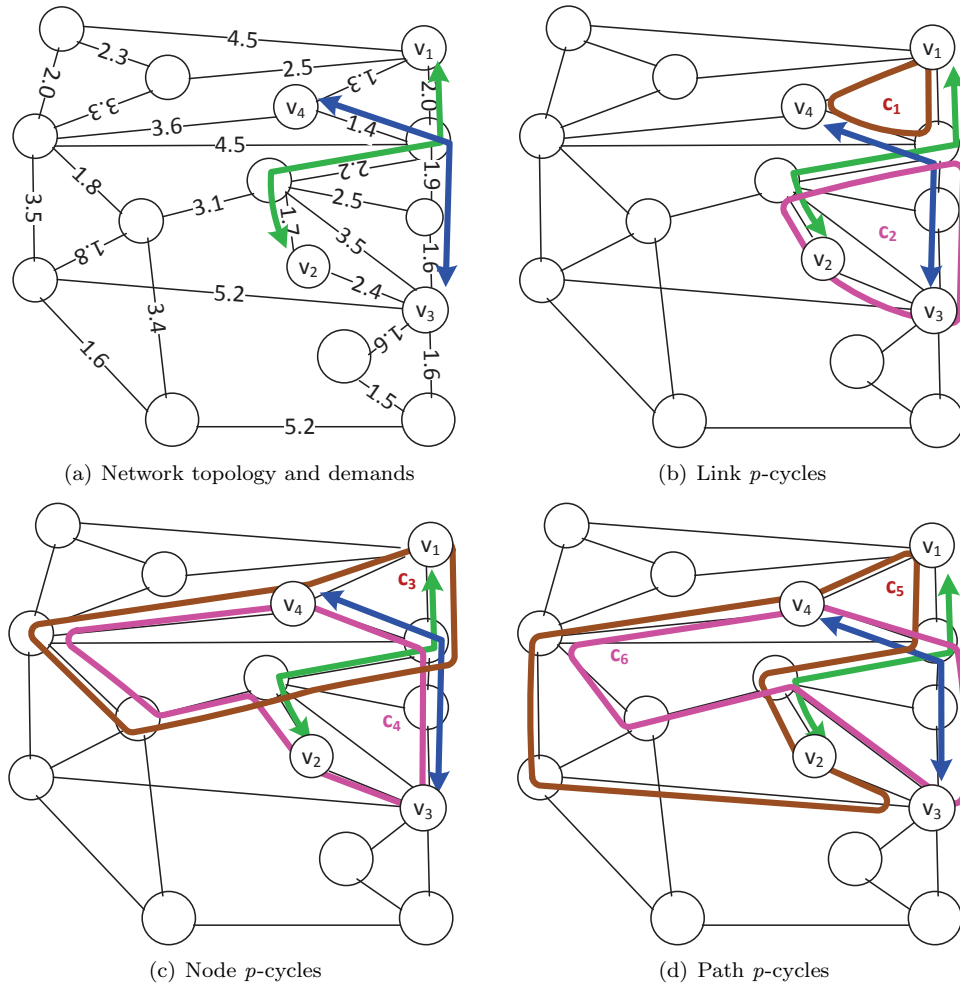 4.5
v1
2.3
2.5
1.3
2.0
2.0
3.3
v4
3.6
1.4
4.5
2.2
1.9
1.8
2.5
3.1
1.7
3.5
3.5
1.8
v2
1.6
2.4
5.2
v3
3.4
1.6
1.6
1.6
1.5
5.2
(a) Network topology and demands
v1
v4
c1
c2
v2
v3
(b) Link p-cycles
v1
c3
v4
c4
v2
v3
(c) Node p-cycles
v1
c5
v4
c6
v2
v3
(d) Path p-cycles